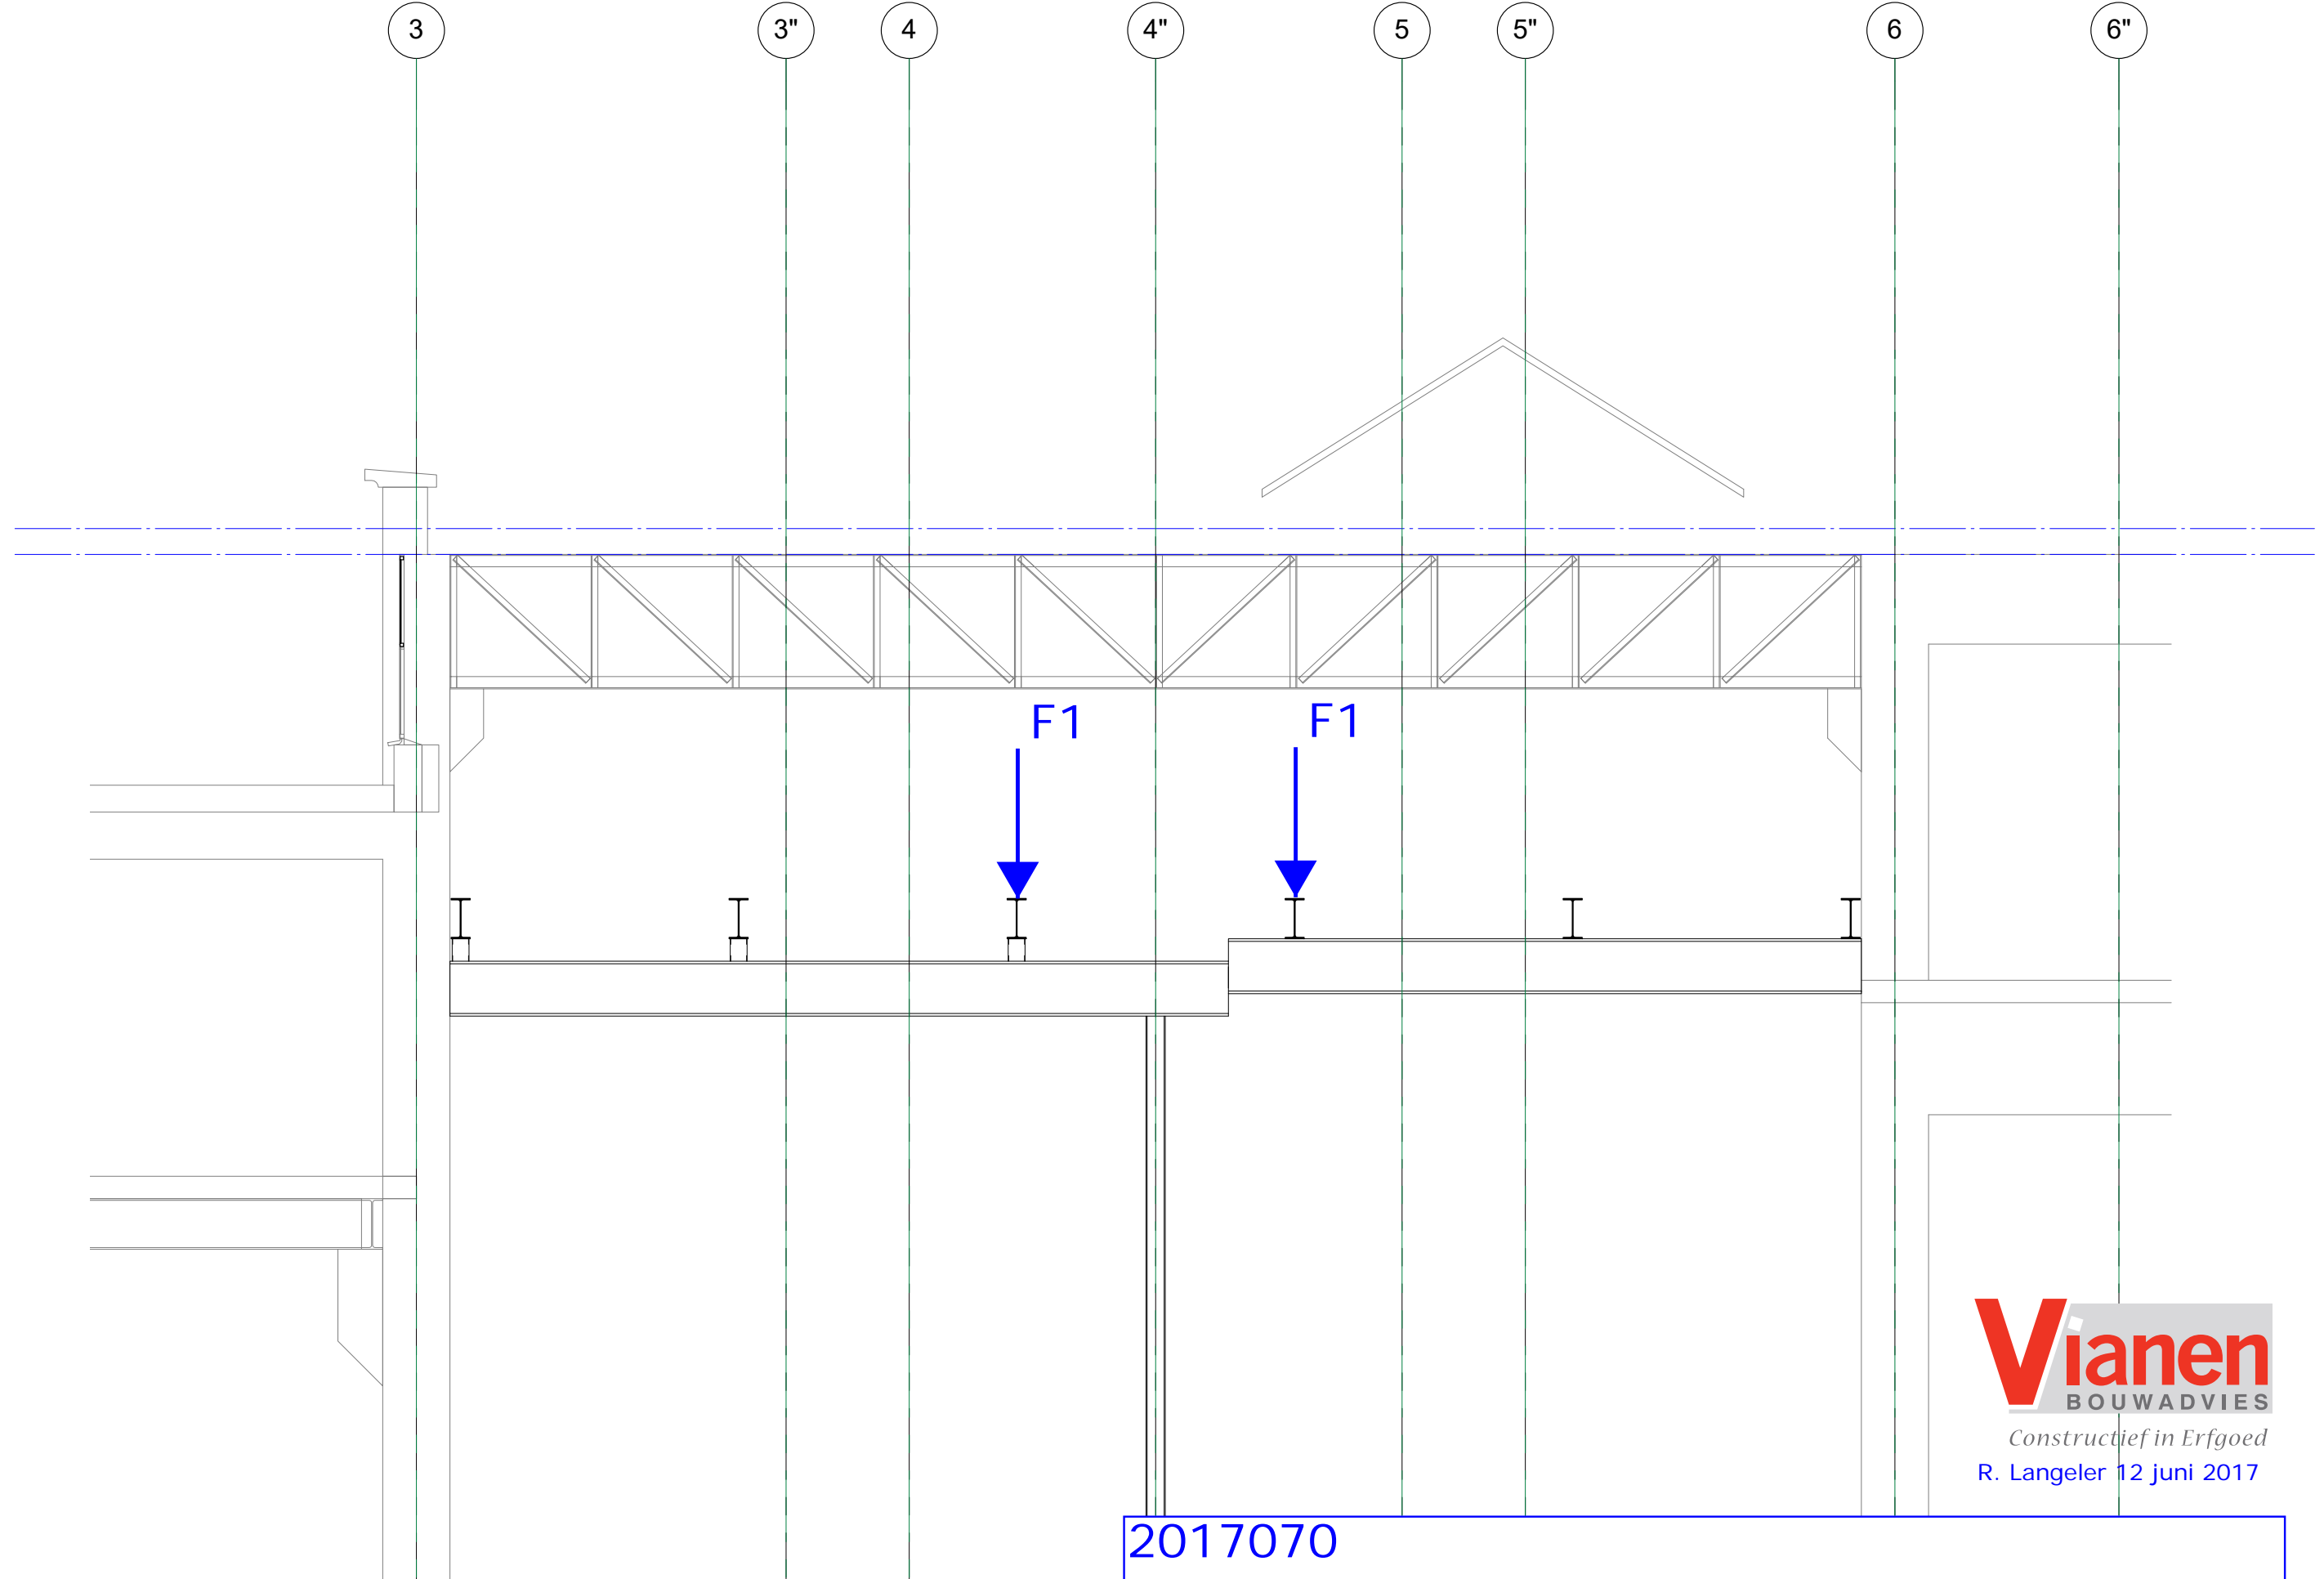 3 3" 4 4" 5 5" 6 6"
F1 F1
Vianen
BOUWADVIES
Constructief in Erfgoed
R. Langeler 12 juni 2017
2017070